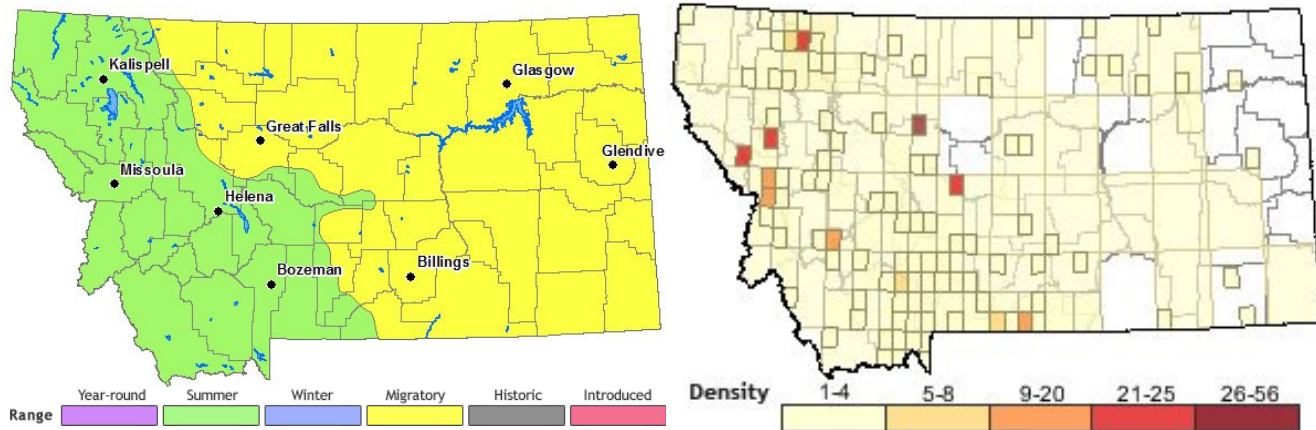 Kalispell
Glasgow
Great Falls
Glendive
Missoula
Helena
Bozeman
Billings
Range Year-round Summer Winter Migratory Historic Introduced
Density 1-4 5-8 9-20 21-25 26-56